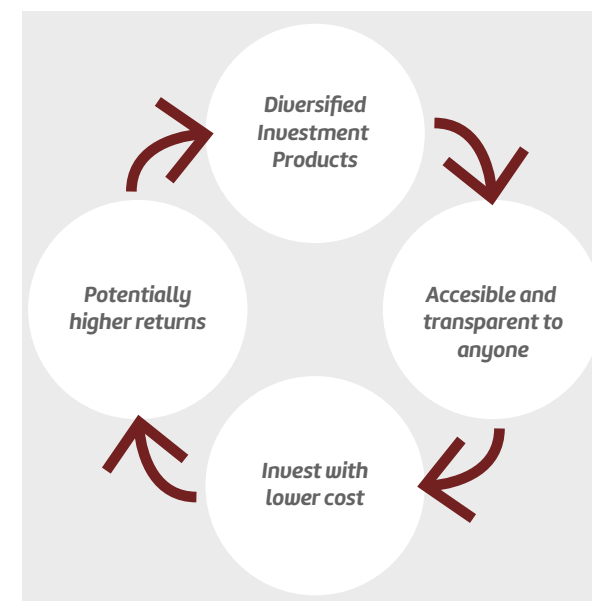 Diversified
Investment
Products
Potentially
higher returns
Accesible and
transparent to
anyone
Invest with
lower cost